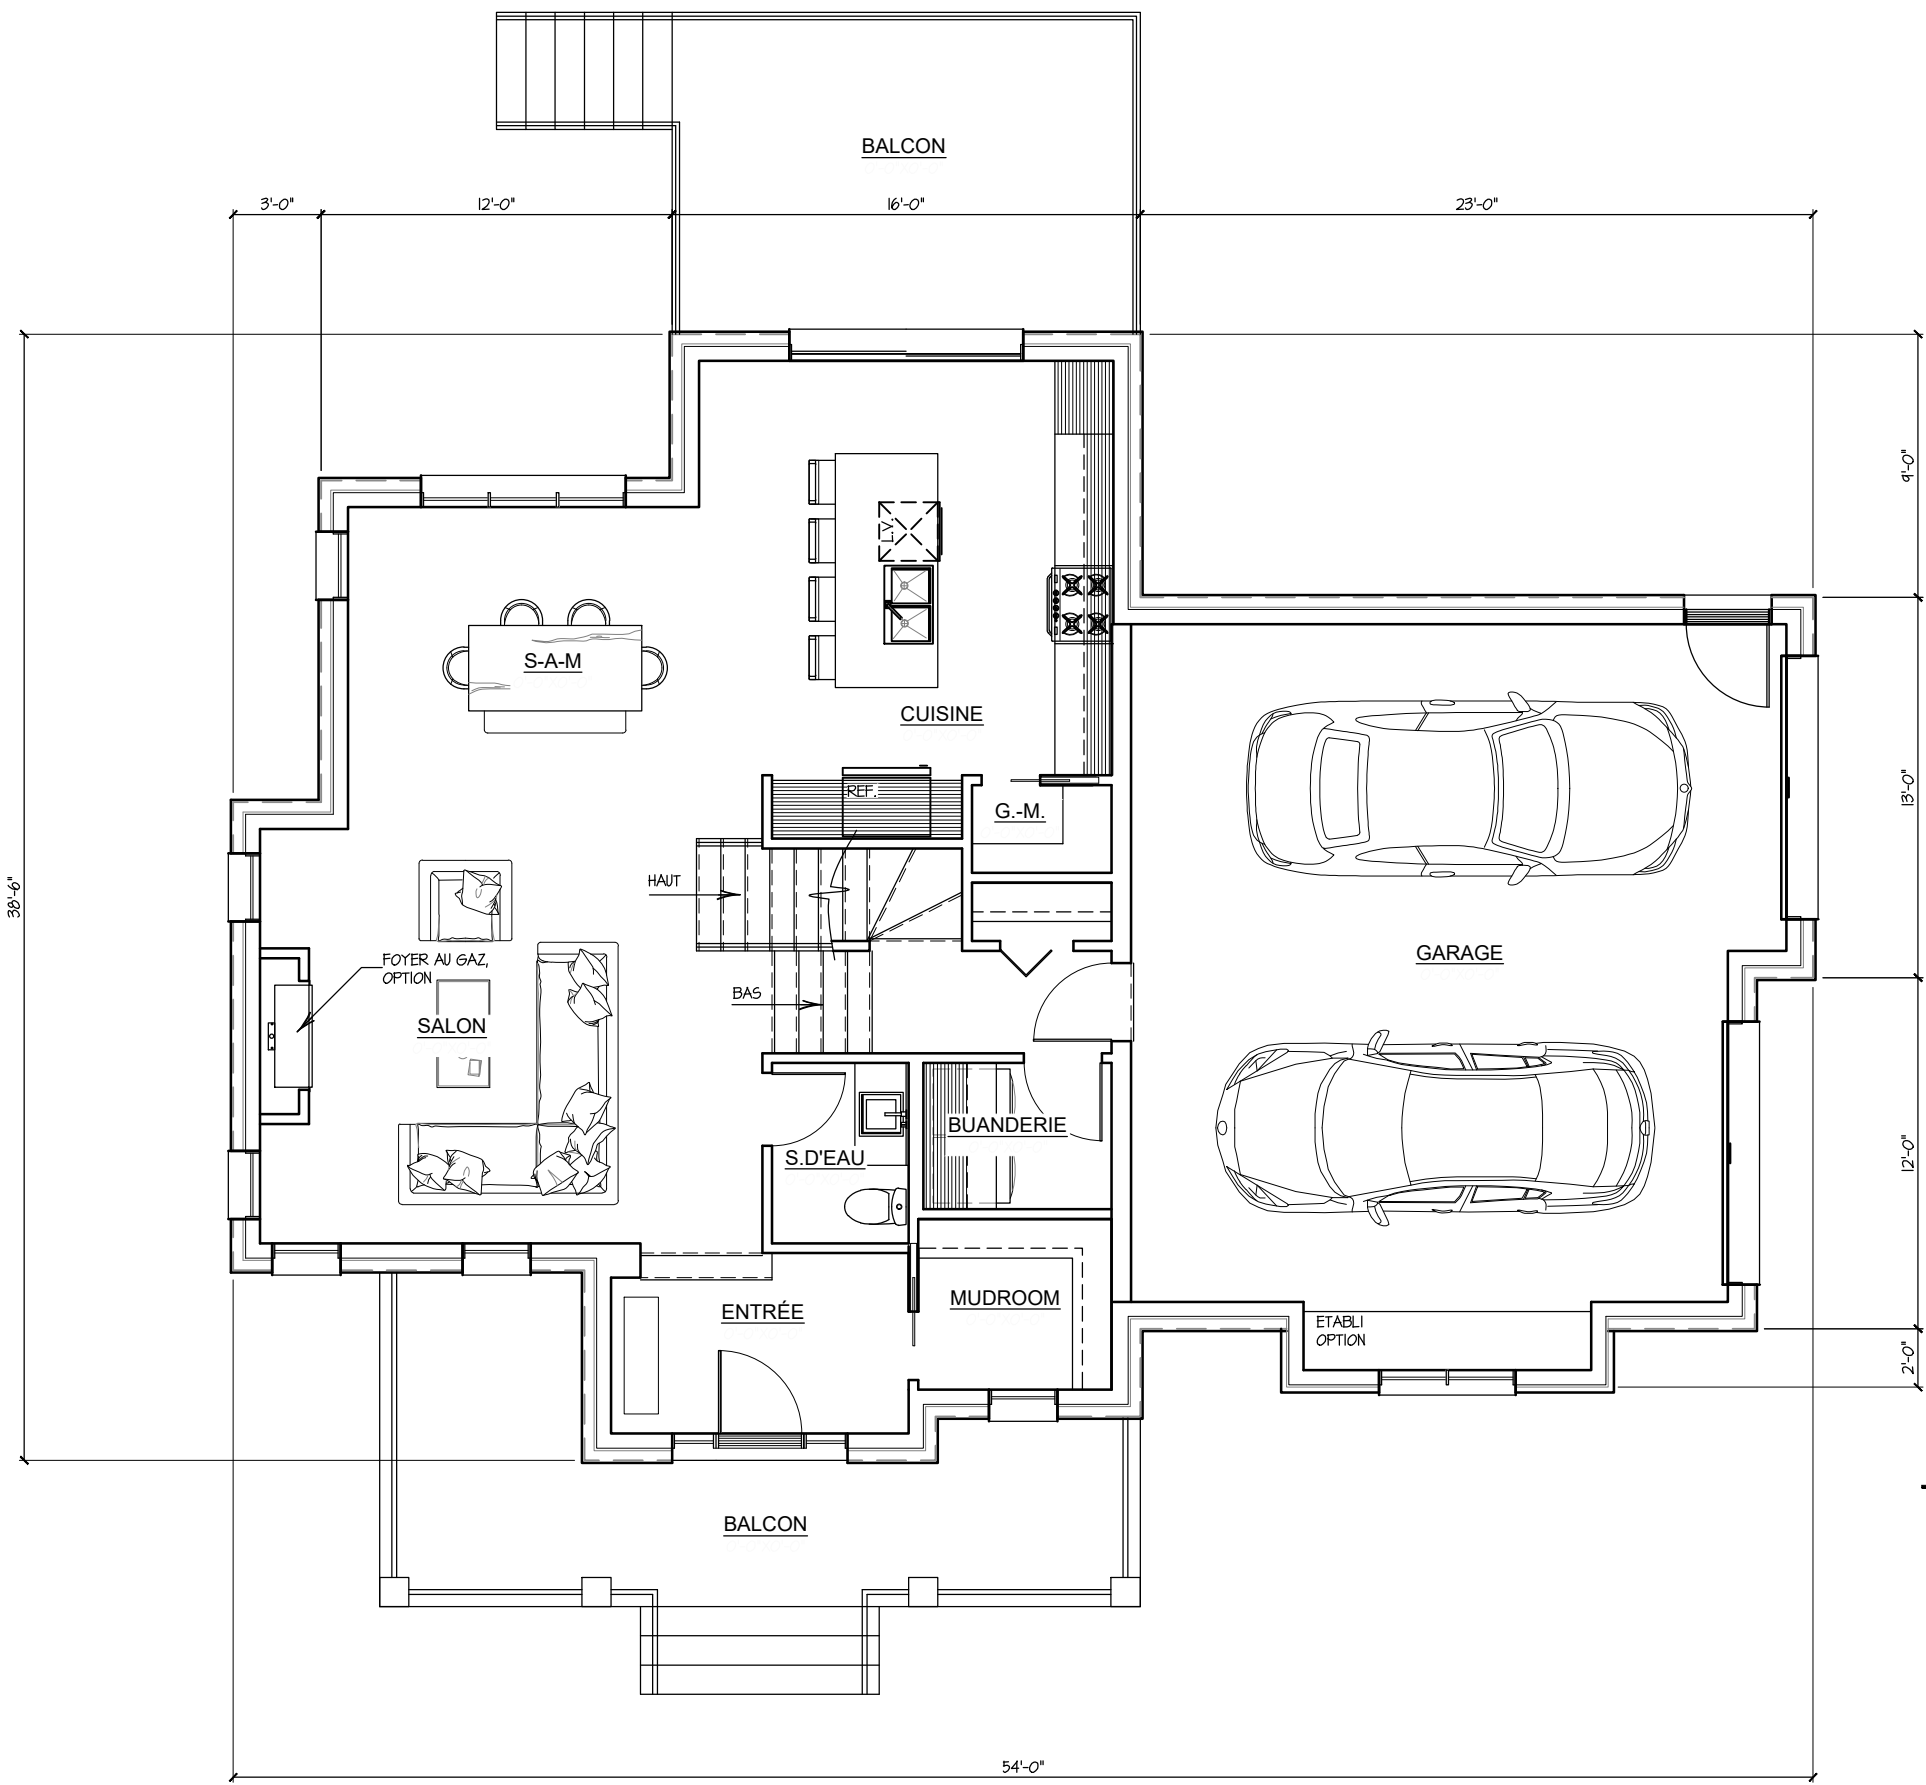 BALCON
3'-0"
12'-0"
16'-0"
23'-0"
9'-0"
L.V.
S-A-M
CUISINE
REF.
G.-M.
13'-0"
HAUT
38'-6"
FOYER AU GAZ,
OPTION
GARAGE
BAS
SALON
BUANDERIE
S.D'EAU
12'-0"
ENTRÉE
MUDROOM
ETABLI
OPTION
2'-0"
BALCON
54'-0"